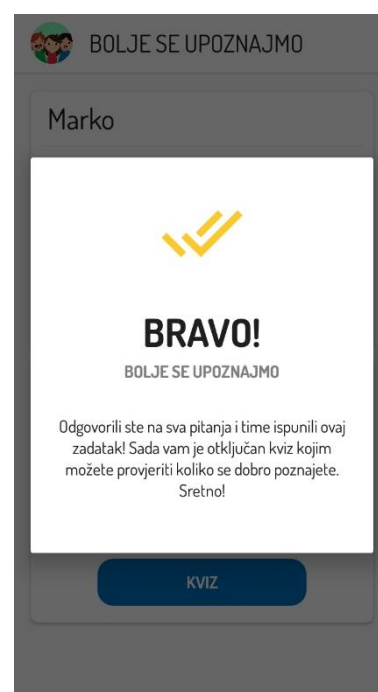 BOLJE SE UPOZNAJMO
Marko
BRAVO!
BOLJE SE UPOZNAJMO
Odgovorili ste na sva pitanja i time ispunili ovaj
zadatak! Sada vam je otključan kviz kojim
možete provjeriti koliko se dobro poznajete.
Sretno!
KVIZ